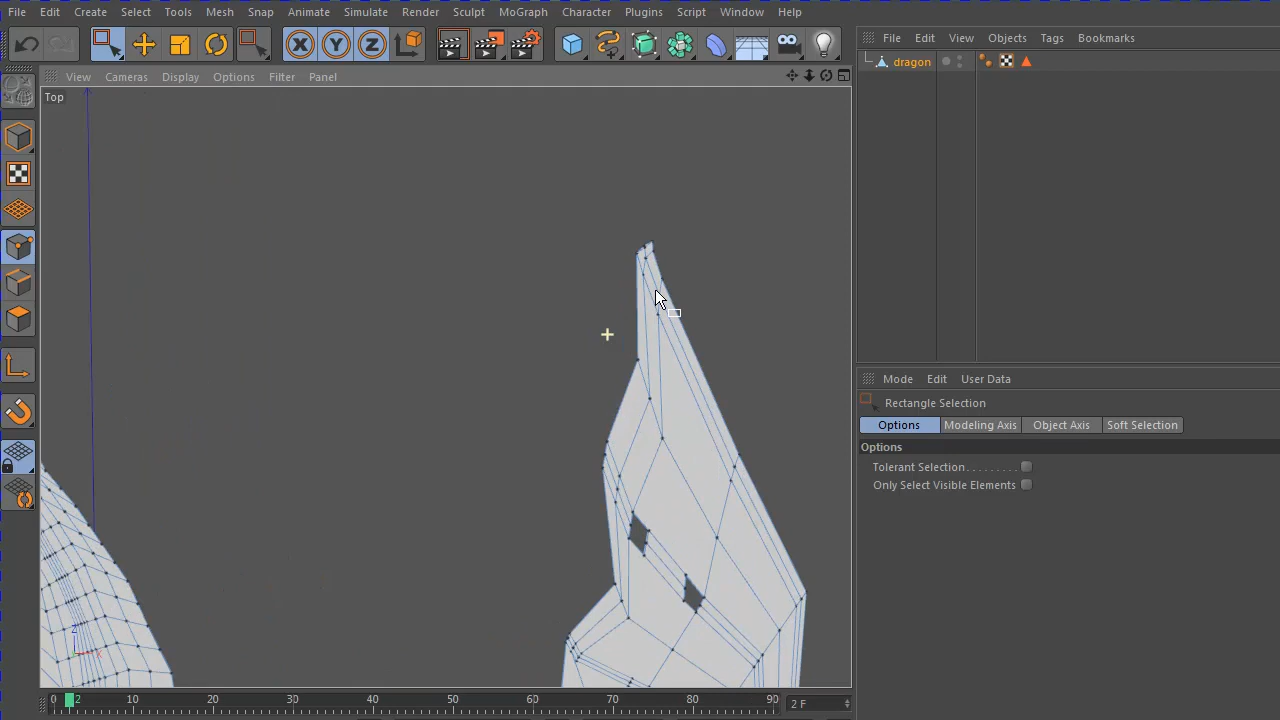 File Edit Create Select Tools Mesh Snap Animate Simulate Render Sculpt MoGraph Character Plugins Script Window Help
X Y Z
File Edit View Objects Tags Bookmarks
dragon
View Cameras Display Options Filter Panel
Top
Mode Edit User Data
Rectangle Selection
Options Modeling Axis Object Axis Soft Selection
Options
Tolerant Selection . . . . . . . . .
Only Select Visible Elements
Z
X
0 2 10 20 30 40 50 60 70 80 90 2 F